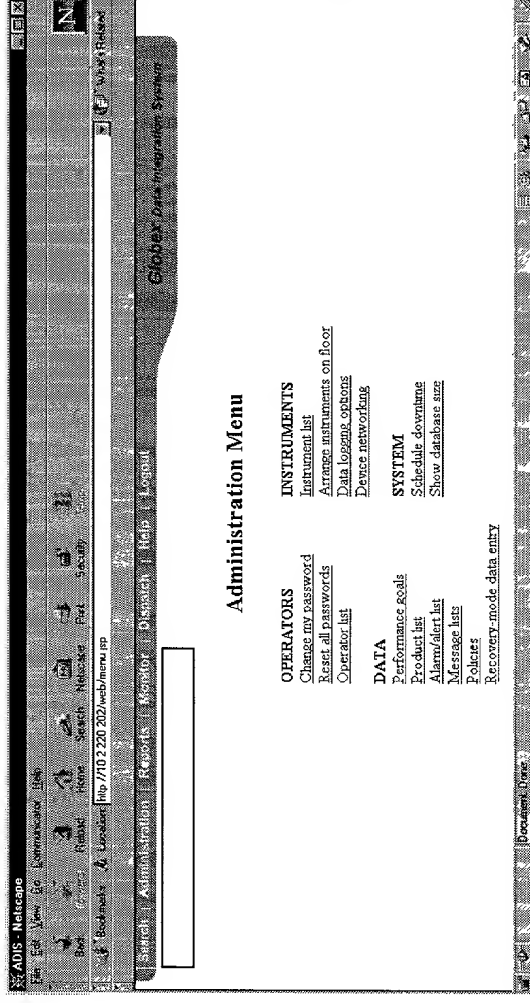 ADIS - Netscape
File Edit View Go Communicator Help
Back Forward Reload Home Search Netscape Print Security
Bookmarks Location: http://10 2 220 202/web/menu.jsp What's Related
Search | Administration | Reports | Monitor | Dispatch | Help | Logout
Globex Data Integration System
Administration Menu
OPERATORS
Change my password
Reset all passwords
Operator list
DATA
Performance goals
Product list
Alarm/alert list
Message lists
Policies
Recovery-mode data entry
INSTRUMENTS
Instrument list
Arrange instruments on floor
Data logging options
Device networking
SYSTEM
Schedule downtime
Show database size
Document: Done